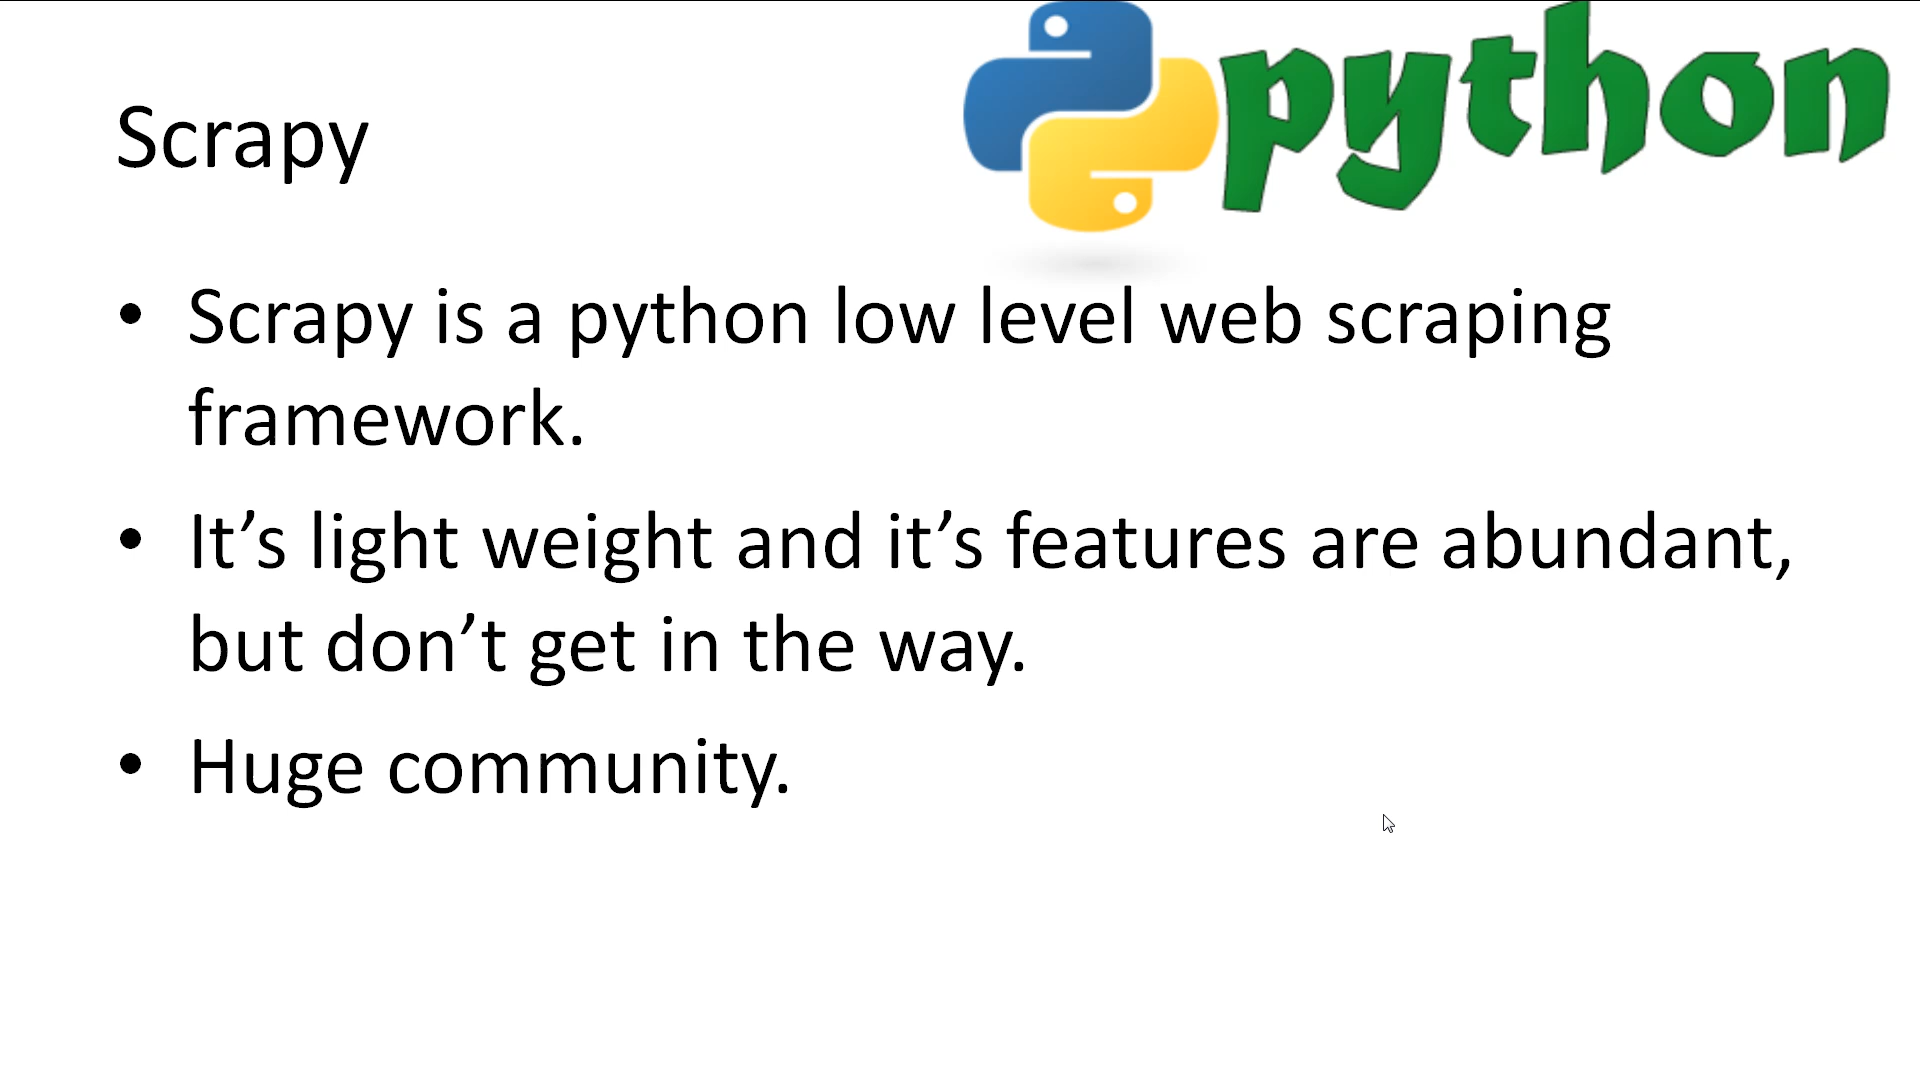 python
Scrapy
• Scrapy is a python low level web scraping
framework.
• It’s light weight and it’s features are abundant,
but don’t get in the way.
• Huge community.